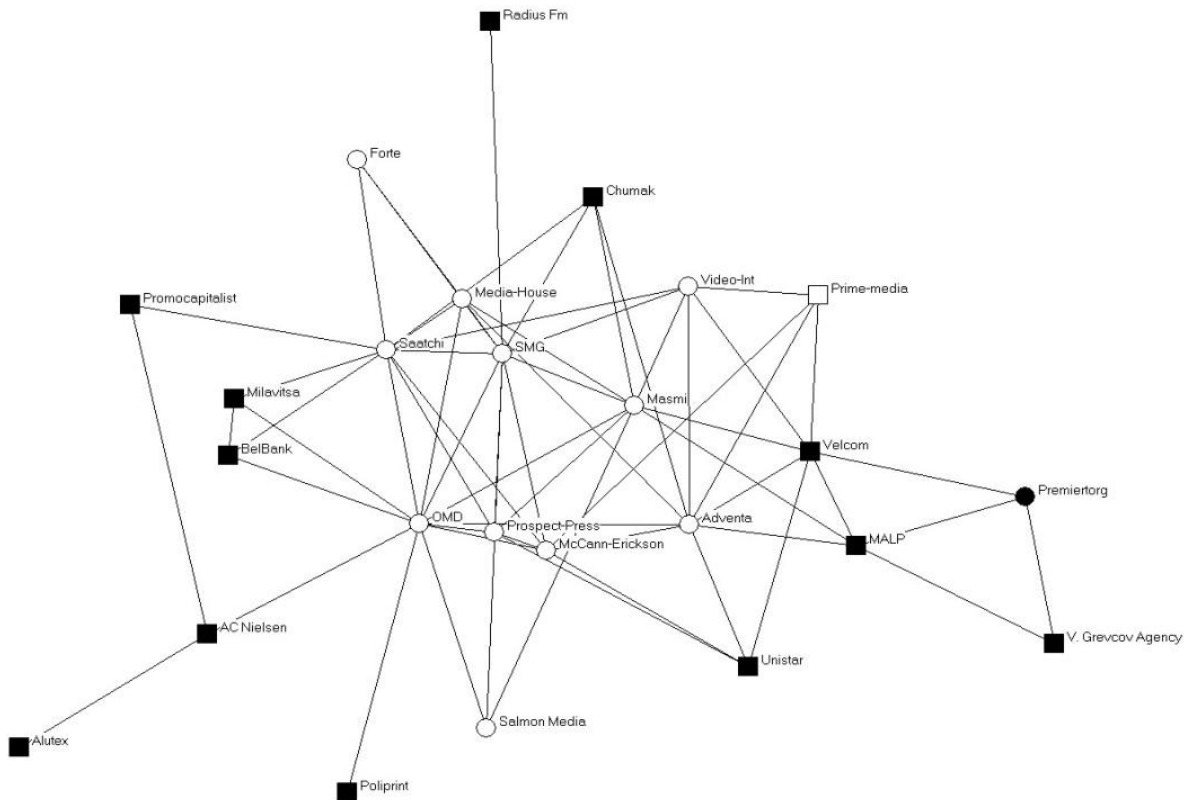 Radius Fm
Forte
Chumak
Video-Int
Prime-media
Media-House
Promocapitalist
Saatchi
SMG
Milavitsa
Masmi
BelBank
Velcom
Premiertorg
OMD
Prospect Press
Adventa
McCann-Erickson
MALP
AC Nielsen
V. Grevcov Agency
Unistar
Salmon Media
Alutex
Poliprint